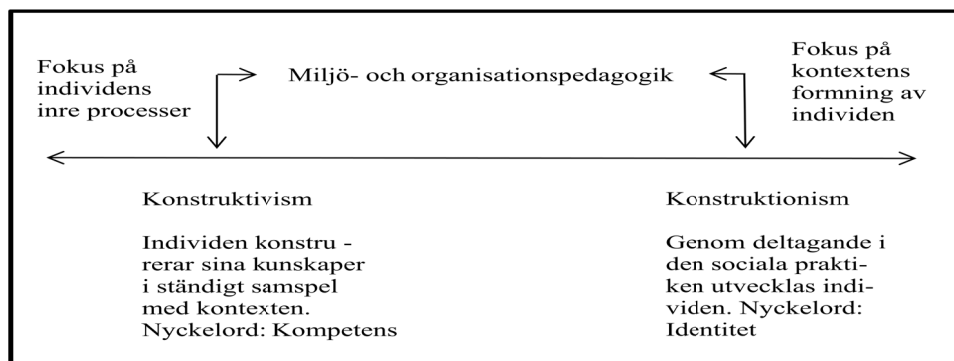 Fokus på
individens
inre processer
Miljö- och organisationspedagogik
Fokus på
kontextens
formning av
individen
Konstruktivism
Individen konstru -
rerar sina kunskaper
i ständigt samspel
med kontexten.
Nyckelord: Kompetens
Konstruktionism
Genom deltagande i
den sociala prakti-
ken utvecklas indi-
viden. Nyckelord:
Identitet